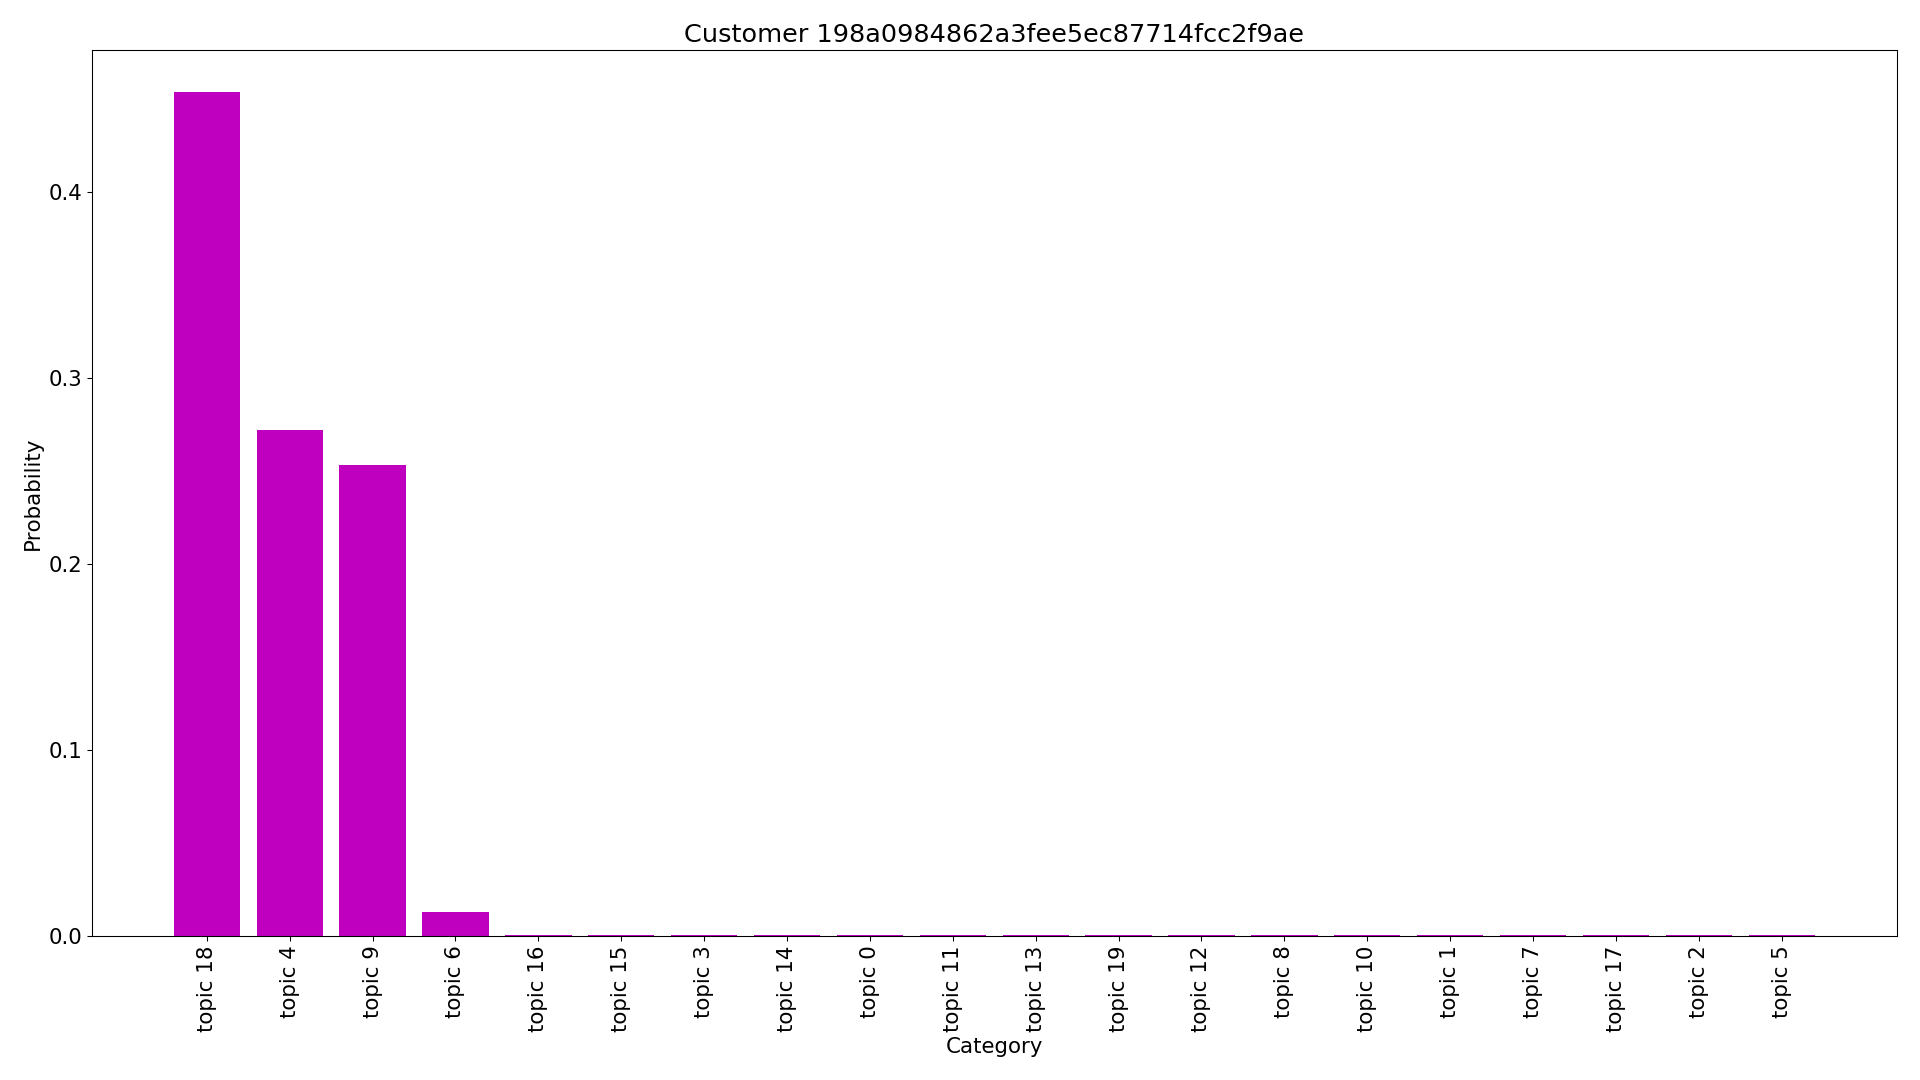 Customer 198a0984862a3fee5ec87714fcc2f9ae
Probability
0.4
0.3
0.2
0.1
0.0
topic 18
topic 4
topic 9
topic 6
topic 16
topic 15
topic 3
topic 14
topic 0
topic 11
topic 13
topic 19
topic 12
topic 8
topic 10
topic 1
topic 7
topic 17
topic 2
topic 5
Category